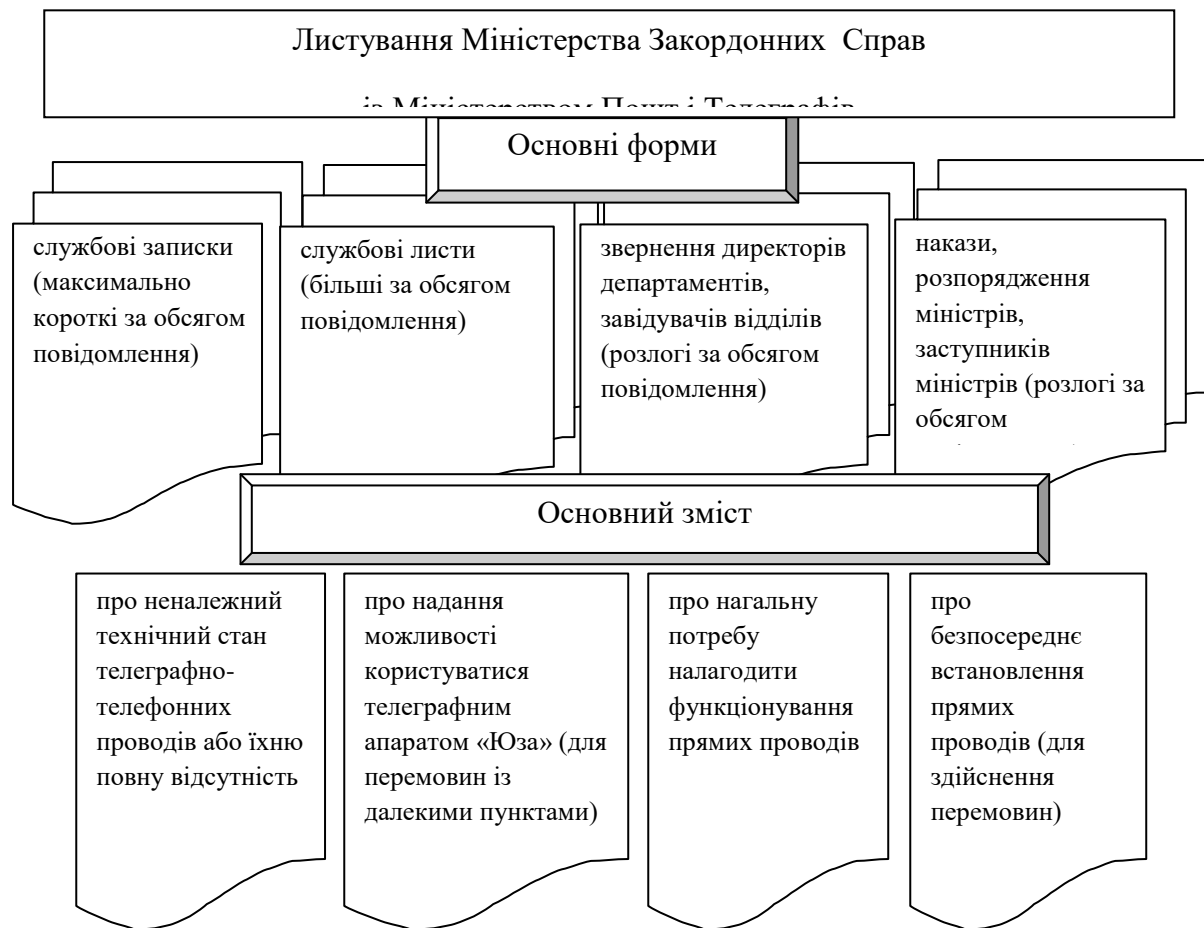 Листування Міністерства Закордонних Справ
із Міністерством Пошт і Телеграфів
Основні форми
службові записки
(максимально
короткі за обсягом
повідомлення)
службові листи
(більші за обсягом
повідомлення)
звернення директорів
департаментів,
завідувачів відділів
(розлогі за обсягом
повідомлення)
накази,
розпорядження
міністрів,
заступників
міністрів (розлогі за
обсягом
Основний зміст
про неналежний
технічний стан
телеграфно-
телефонних
проводів або їхню
повну відсутність
про надання
можливості
користуватися
телеграфним
апаратом «Юза» (для
перемовин із
далекими пунктами)
про нагальну
потребу
налагодити
функціонування
прямих проводів
про
безпосереднє
встановлення
прямих
проводів (для
здійснення
перемовин)